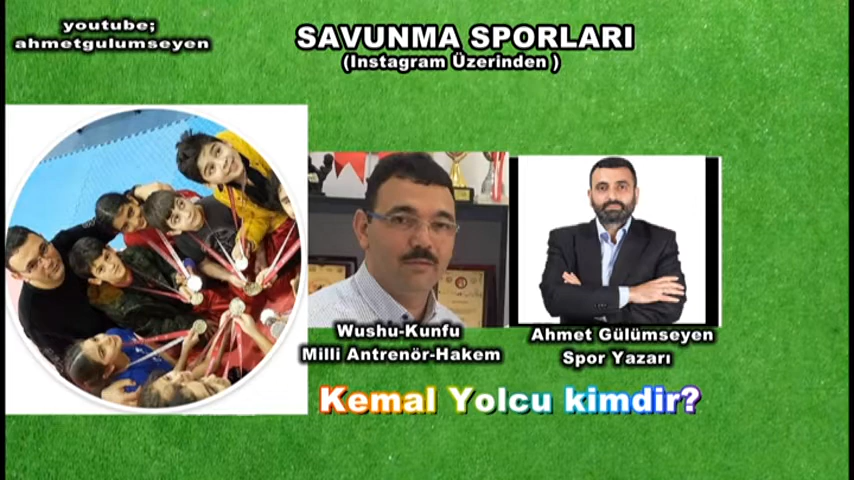 youtube;
ahmetgulumseyen
SAVUNMA SPORLARI
(Instagram Üzerinden )
Wushu-Kunfu
Milli Antrenör-Hakem
Ahmet Gülümseyen
Spor Yazarı
Kemal Yolcu kimdir?